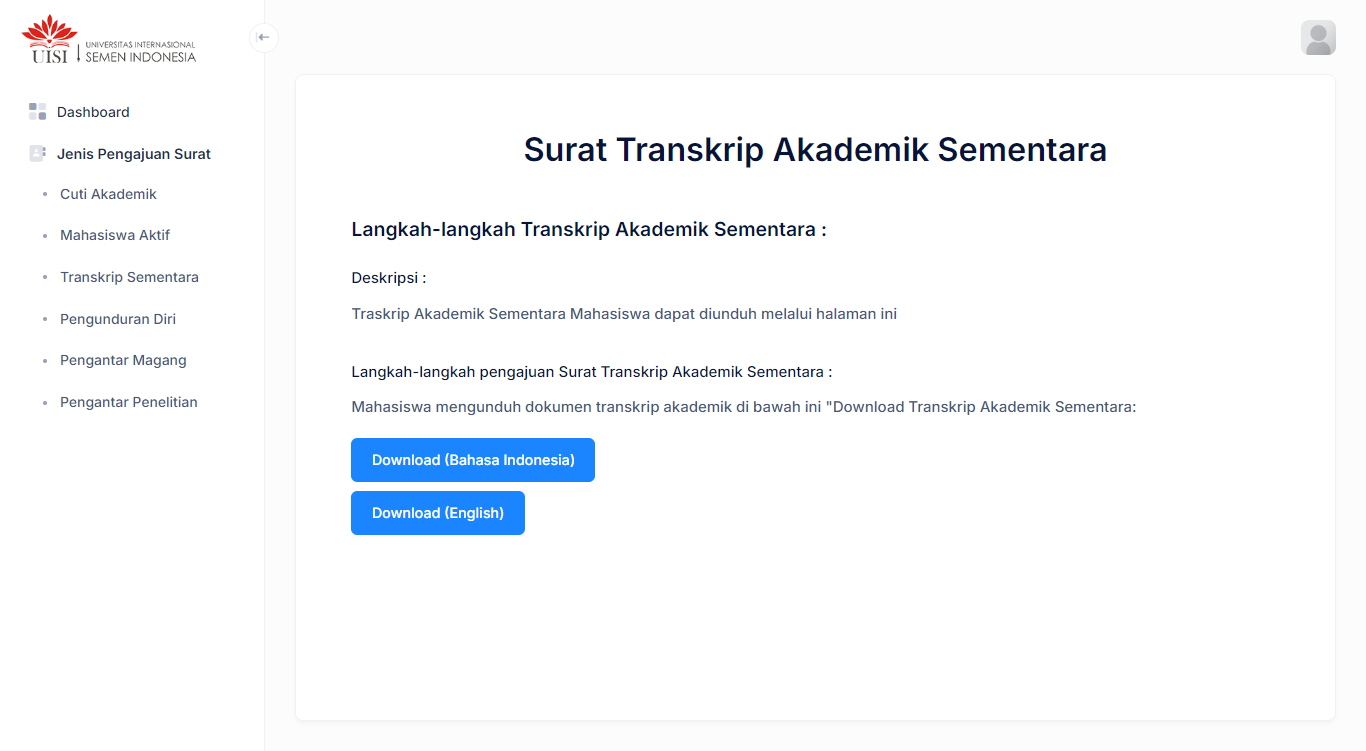 UISI
UNIVERSITAS INTERNASIONAL
SEMEN INDONESIA
Dashboard
Jenis Pengajuan Surat
Cuti Akademik
Mahasiswa Aktif
Transkrip Sementara
Pengunduran Diri
Pengantar Magang
Pengantar Penelitian
Surat Transkrip Akademik Sementara
Langkah-langkah Transkrip Akademik Sementara :
Deskripsi :
Traskrip Akademik Sementara Mahasiswa dapat diunduh melalui halaman ini
Langkah-langkah pengajuan Surat Transkrip Akademik Sementara :
Mahasiswa mengunduh dokumen transkrip akademik di bawah ini "Download Transkrip Akademik Sementara:
Download (Bahasa Indonesia)
Download (English)